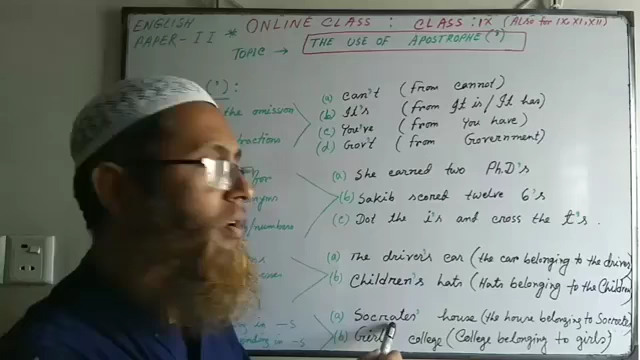 ENGLISH PAPER-II * ONLINE CLASS: CLASS: IX (Also for IX, XI, XII)
TOPIC → THE USE OF APOSTROPHE (')
(')
the omission
(a) can't (from cannot)
(b) It's (from It is / It has)
(c) You've (from You have)
tractions
(d) Gov't (from Government)
(a) She earned two Ph.D's
for
(b) Sakib scored twelve 6's
/numbers
(c) Dot the i's and cross the t's.
(a) The driver's car (the car belonging to the driver
(b) Children's hats (Hats belonging to the Children
(a) Socrates' house (the house belonging to Socrates
in -s
(b) college (College belonging to girls)
in -s